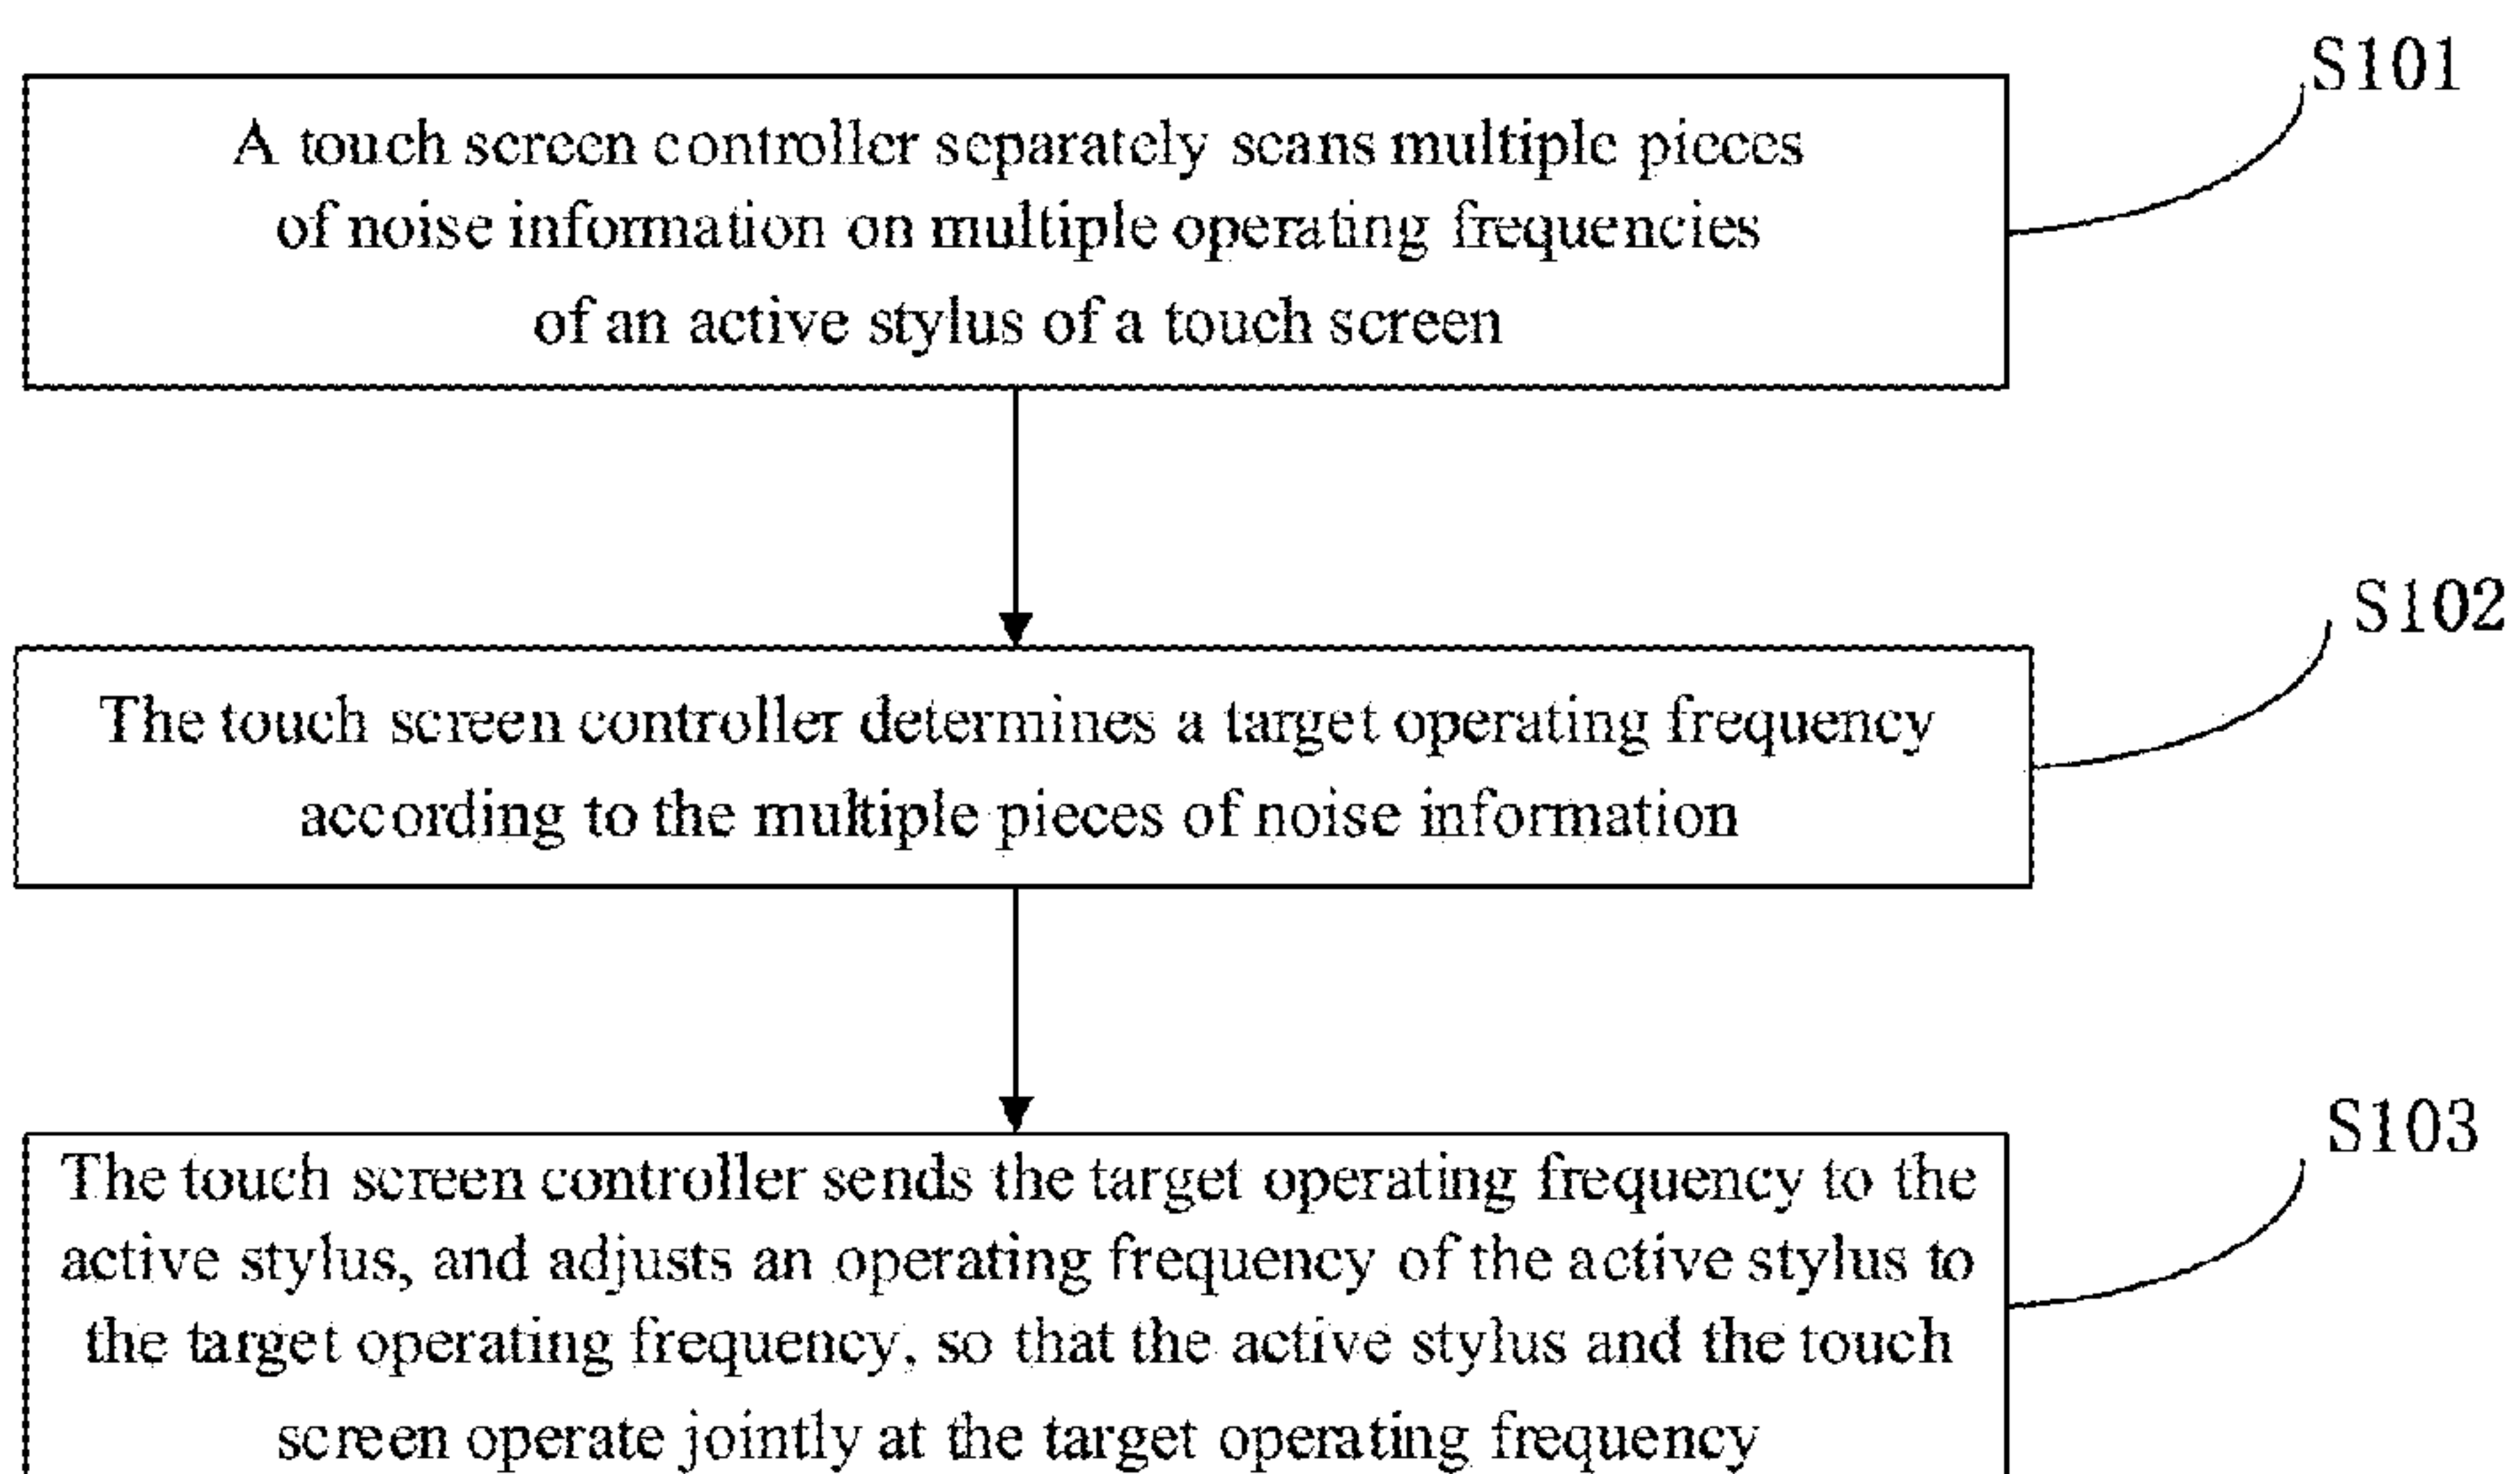 S101
A touch screen controller separately scans multiple pieces
of noise information on multiple operating frequencies
of an active stylus of a touch screen
S102
The touch screen controller determines a target operating frequency
according to the multiple pieces of noise information
S103
The touch screen controller sends the target operating frequency to the
active stylus, and adjusts an operating frequency of the active stylus to
the target operating frequency, so that the active stylus and the touch
screen operate jointly at the target operating frequency